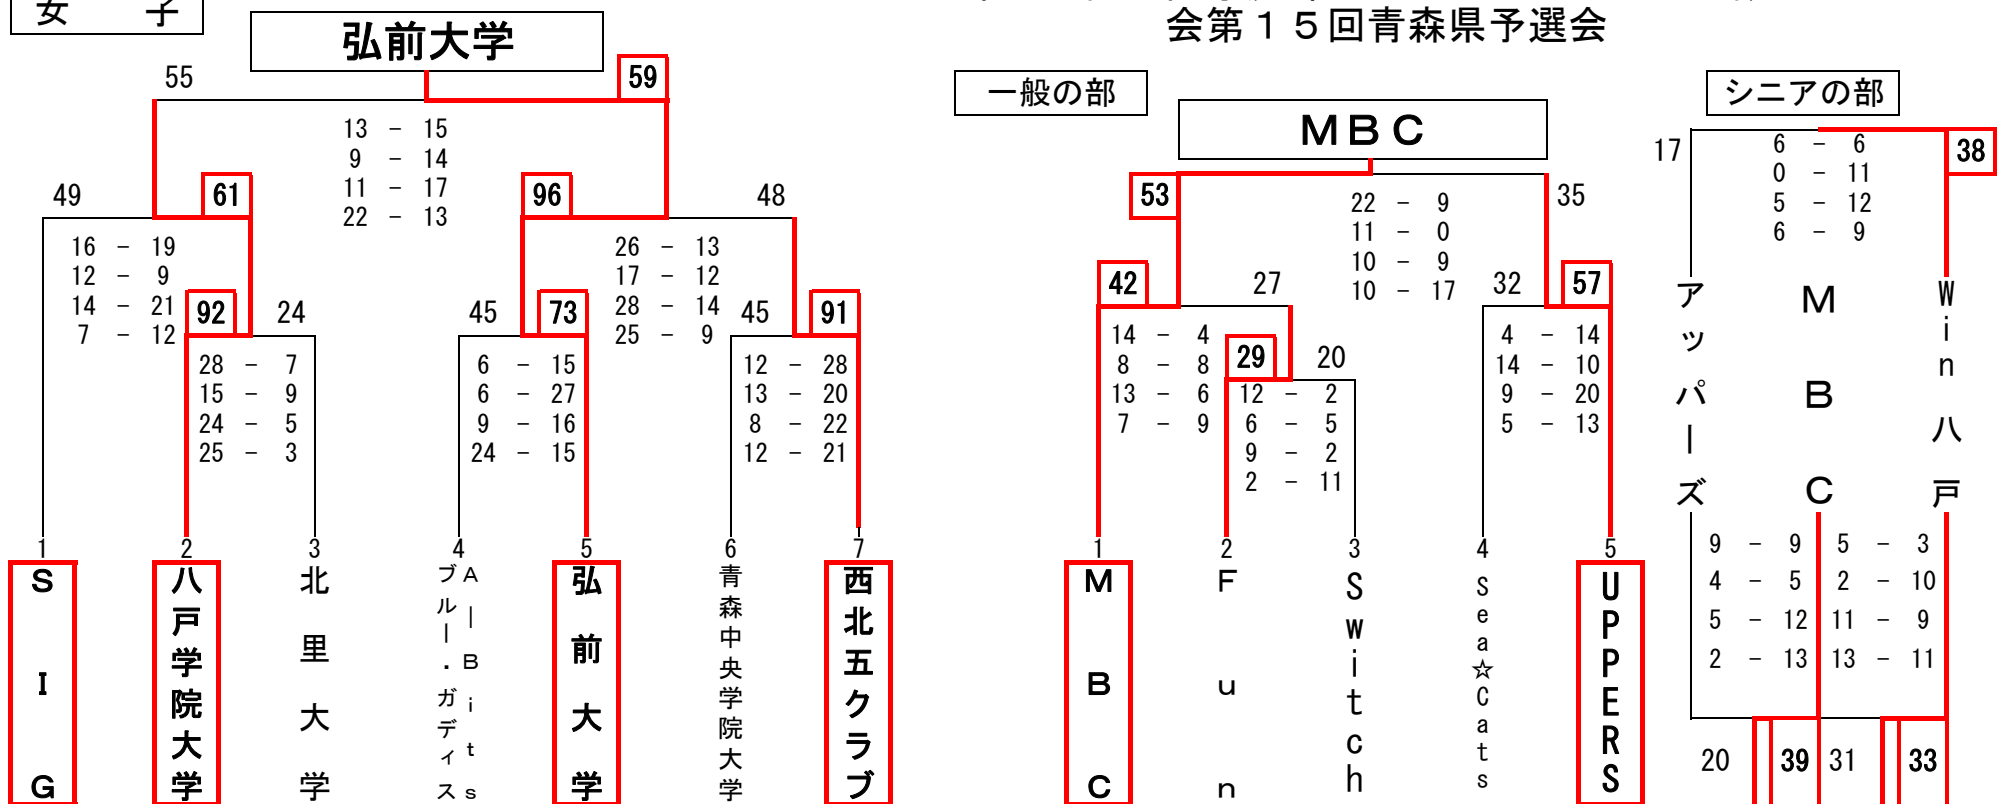 女　　子
会第１５回青森県予選会
弘前大学
55
59
13 － 15
9 － 14
11 － 17
22 － 13
49
61
96
48
16 － 19
12 － 9
14 － 21
7 － 12
26 － 13
17 － 12
28 － 14
25 － 9
92
24
45
73
45
91
28 － 7
15 － 9
24 － 5
25 － 3
6 － 15
6 － 27
9 － 16
24 － 15
12 － 28
13 － 20
8 － 22
12 － 21
1
2
3
4
5
6
7
ＳＩＧ
八戸学院大学
北里大学
Ａ－Ｂｉｔｓ
ブルー・ガディス
弘前大学
青森中央学院大学
西北五クラブ
一般の部
ＭＢＣ
53
35
22 － 9
11 － 0
10 － 9
10 － 17
42
27
32
57
14 － 4
8 － 8
13 － 6
7 － 9
29
20
12 － 2
6 － 5
9 － 2
2 － 11
4 － 14
14 － 10
9 － 20
5 － 13
1
2
3
4
5
ＭＢＣ
Ｆｕｎ
Ｓｗｉｔｃｈ
Ｓｅａ☆Ｃａｔｓ
ＵＰＰＥＲＳ
シニアの部
17
38
6 － 6
0 － 11
5 － 12
6 － 9
アッパーズ
ＭＢＣ
Ｗｉｎ八戸
9 － 9
4 － 5
5 － 12
2 － 13
5 － 3
2 － 10
11 － 9
13 － 11
20
39
31
33